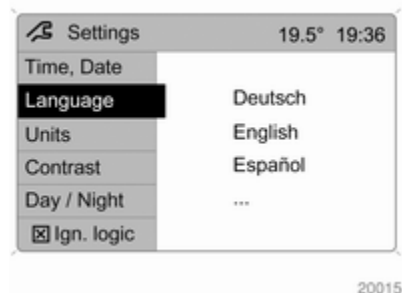 Settings 19.5° 19:36
Time, Date
Language Deutsch
Units English
Contrast Español
Day / Night ...
Ign. logic
20015